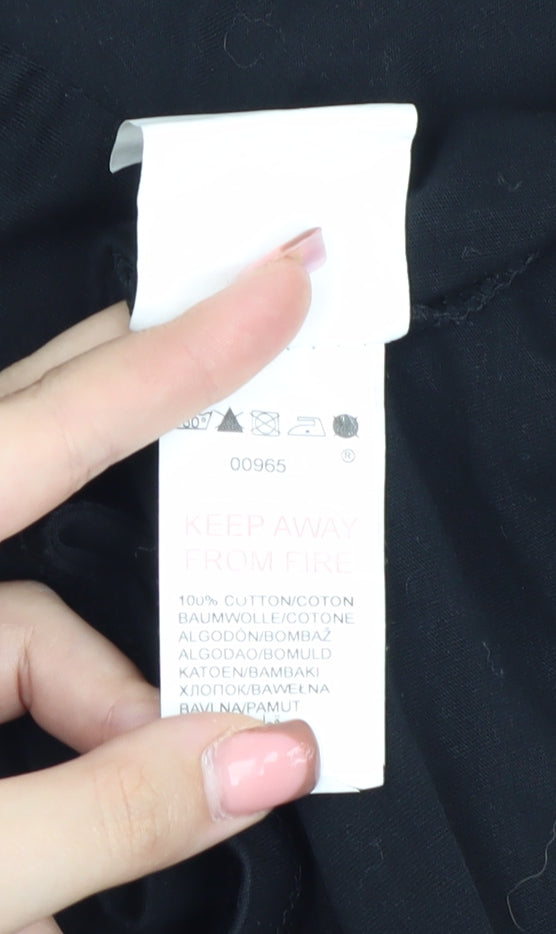 00965
®
KEEP AWAY
FROM FIRE
100% COTTON/COTON
BAUMWOLLE/COTONE
ALGODÓN/BOMBAŽ
ALGODAO/BOMULD
KATOEN/BAMBAKI
ХЛОПОК/BAWEŁNA
BAVLNA/PAMUT